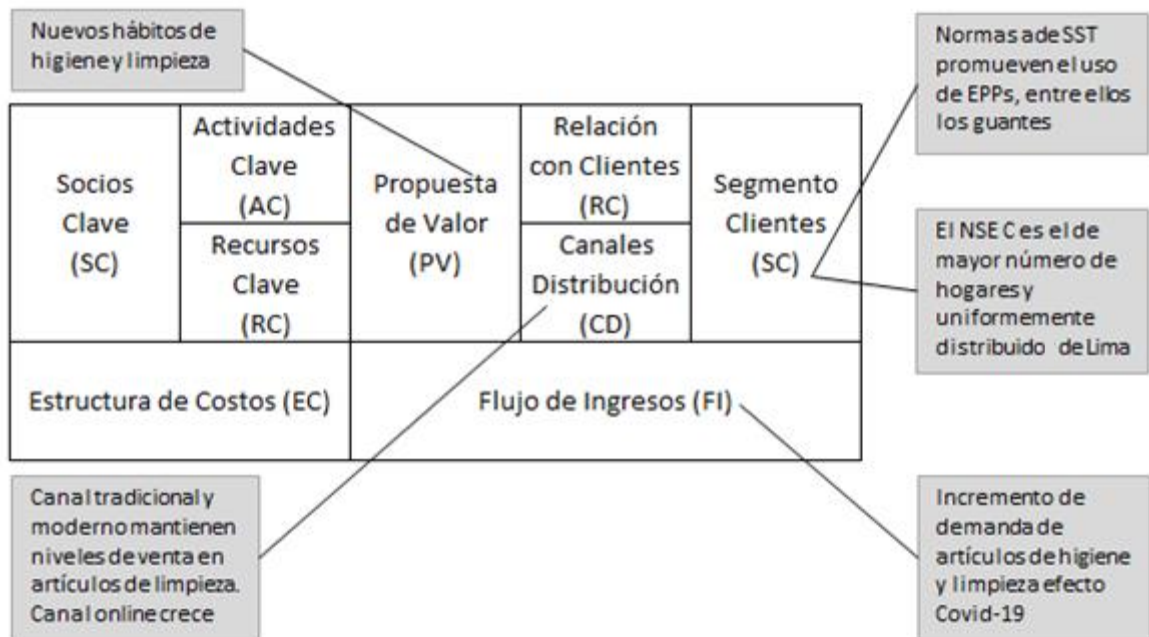 Nuevos hábitos de
higiene y limpieza
Normas ade SST
promueven el uso
de EPPs, entre ellos
los guantes
Socios
Clave
(SC)
Actividades
Clave
(AC)
Recursos
Clave
(RC)
Propuesta
de Valor
(PV)
Relación
con Clientes
(RC)
Canales
Distribución
(CD)
Segmento
Clientes
(SC)
El NSE C es el de
mayor número de
hogares y
uniformemente
distribuido de Lima
Estructura de Costos (EC)
Flujo de Ingresos (FI)
Canal tradicional y
moderno mantienen
niveles de venta en
artículos de limpieza.
Canal online crece
Incremento de
demanda de
artículos de higiene
y limpieza efecto
Covid-19